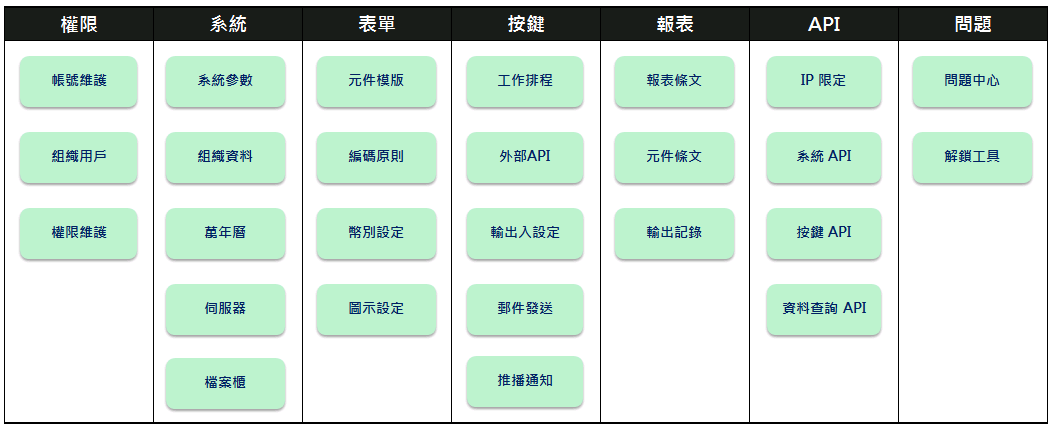 權限 系統 表單 按鍵 報表 API 問題
帳號維護 系統參數 元件模版 工作排程 報表條文 IP 限定 問題中心
組織用戶 組織資料 編碼原則 外部API 元件條文 系統 API 解鎖工具
權限維護 萬年曆 幣別設定 輸出入設定 輸出記錄 按鍵 API
伺服器 圖示設定 郵件發送 資料查詢 API
檔案櫃 推播通知